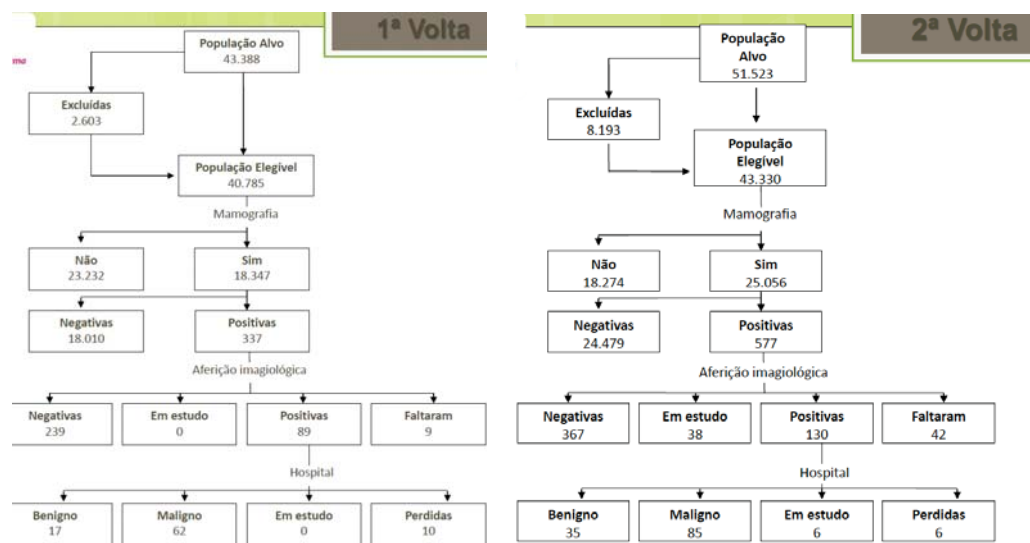 1ª Volta
ma
População Alvo
43.388
Excluídas
2.603
População Elegível
40.785
Mamografia
Não
23.232
Sim
18.347
Negativas
18.010
Positivas
337
Aferição imagiológica
Negativas
239
Em estudo
0
Positivas
89
Faltaram
9
Hospital
Benigno
17
Maligno
62
Em estudo
0
Perdidas
10
2ª Volta
População
Alvo
51.523
Excluídas
8.193
População
Elegível
43.330
Mamografia
Não
18.274
Sim
25.056
Negativas
24.479
Positivas
577
Aferição imagiológica
Negativas
367
Em estudo
38
Positivas
130
Faltaram
42
Hospital
Benigno
35
Maligno
85
Em estudo
6
Perdidas
6